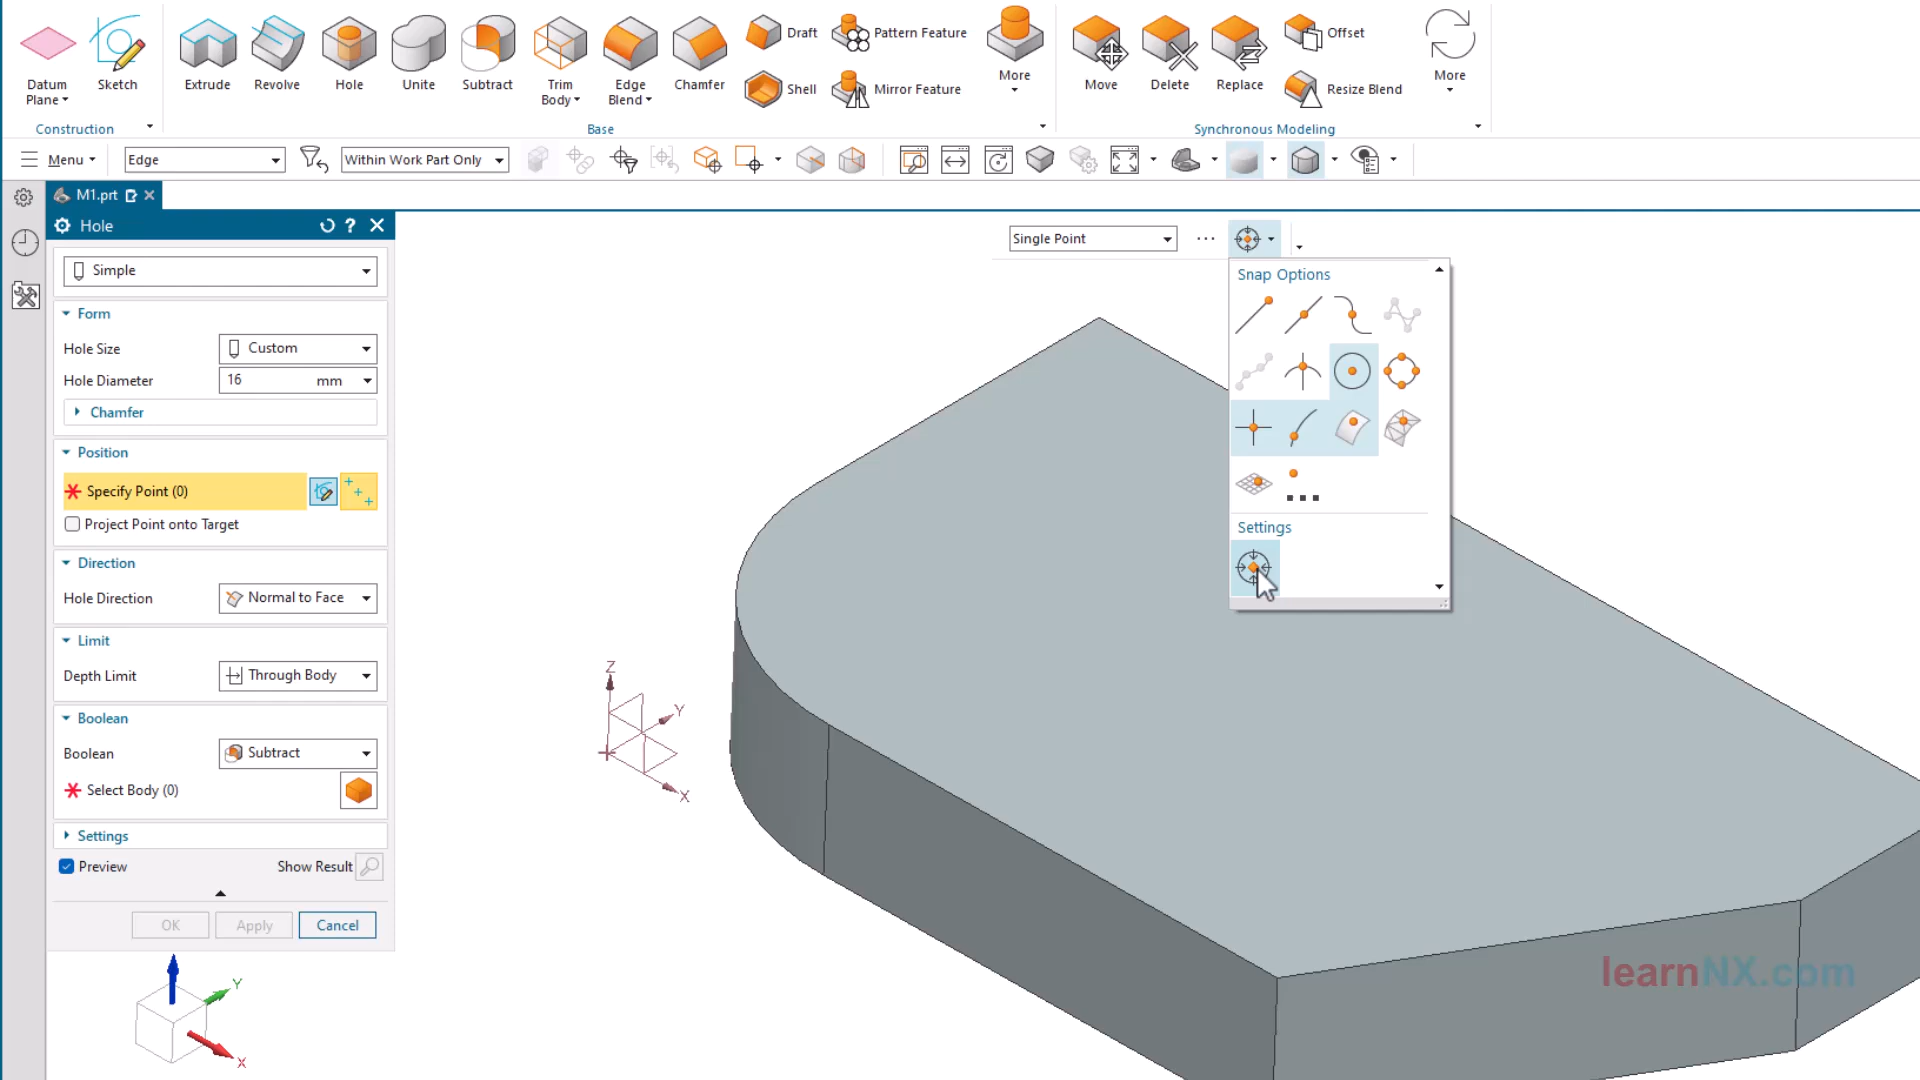 Datum Plane
Sketch
Extrude
Revolve
Hole
Unite
Subtract
Trim Body
Edge Blend
Chamfer
Draft
Shell
Pattern Feature
Mirror Feature
More
Move
Delete
Replace
Offset
Resize Blend
More
Construction
Base
Synchronous Modeling
Menu
Edge
Within Work Part Only
M1.prt
Hole
?
Simple
Form
Hole Size
Custom
Hole Diameter
16 mm
Chamfer
Position
Specify Point (0)
Project Point onto Target
Direction
Hole Direction
Normal to Face
Limit
Depth Limit
Through Body
Boolean
Boolean
Subtract
Select Body (0)
Settings
Preview
Show Result
OK
Apply
Cancel
Single Point
Snap Options
Settings
Z
Y
X
Y
X
learnNX.com